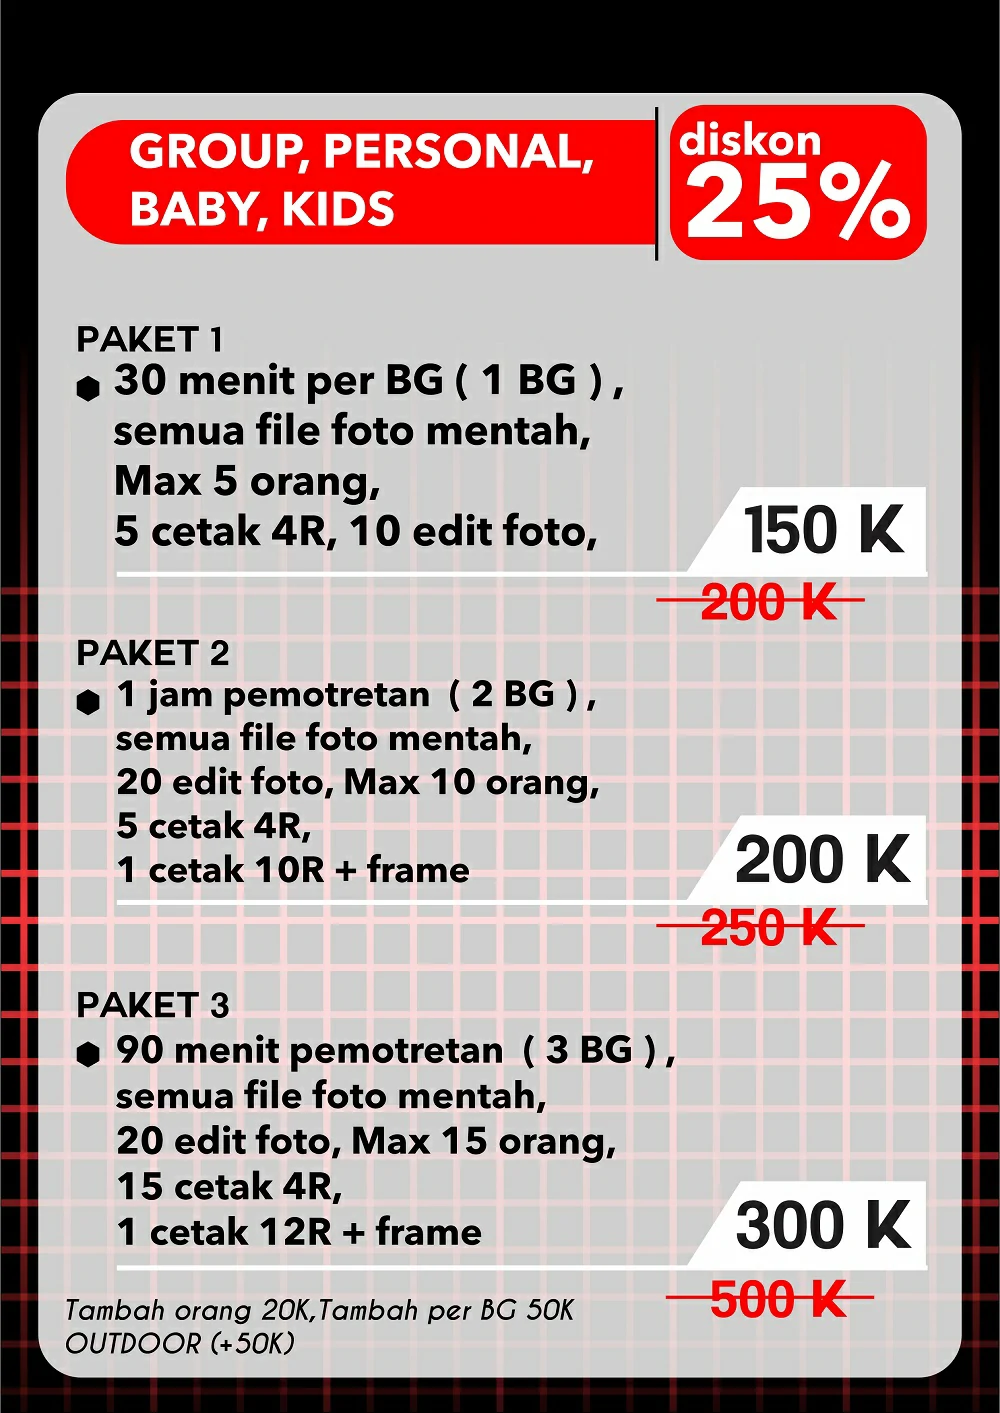 GROUP, PERSONAL,
BABY, KIDS
diskon
25%
PAKET 1
30 menit per BG ( 1 BG ) ,
semua file foto mentah,
Max 5 orang,
5 cetak 4R, 10 edit foto,
150 K
200 K
PAKET 2
1 jam pemotretan ( 2 BG ) ,
semua file foto mentah,
20 edit foto, Max 10 orang,
5 cetak 4R,
1 cetak 10R + frame
200 K
250 K
PAKET 3
90 menit pemotretan ( 3 BG ) ,
semua file foto mentah,
20 edit foto, Max 15 orang,
15 cetak 4R,
1 cetak 12R + frame
300 K
500 K
Tambah orang 20K,Tambah per BG 50K
OUTDOOR (+50K)